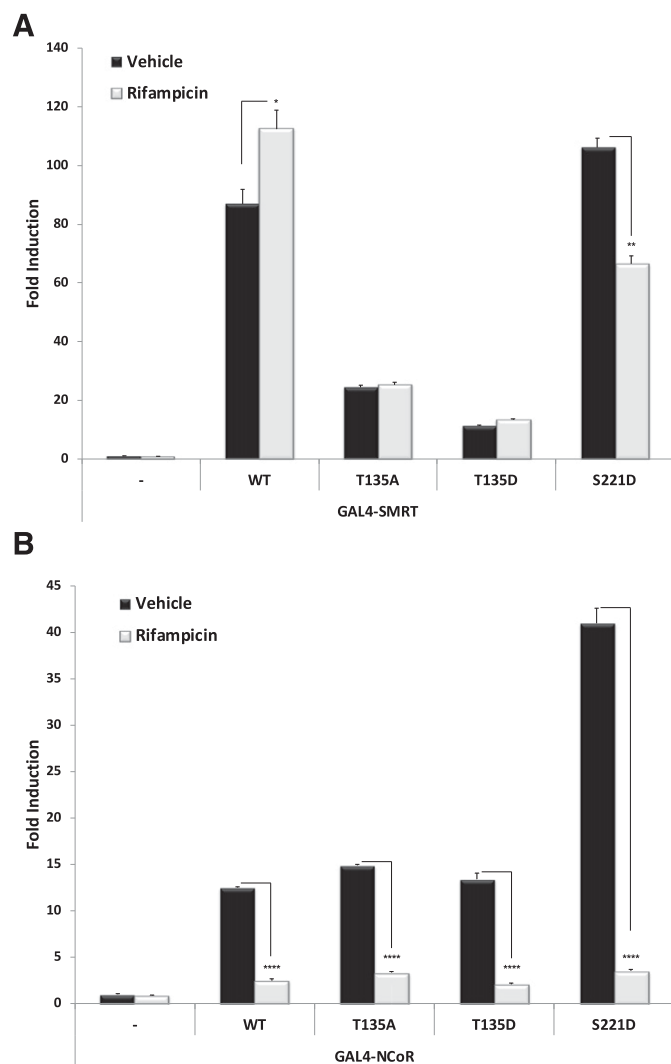 A
140
120
100
80
60
40
20
0
Fold Induction
Vehicle
Rifampicin
*
**
- WT T135A T135D S221D
GAL4-SMRT
B
45
40
35
30
25
20
15
10
5
0
Fold Induction
Vehicle
Rifampicin
**** **** **** ****
- WT T135A T135D S221D
GAL4-NCoR